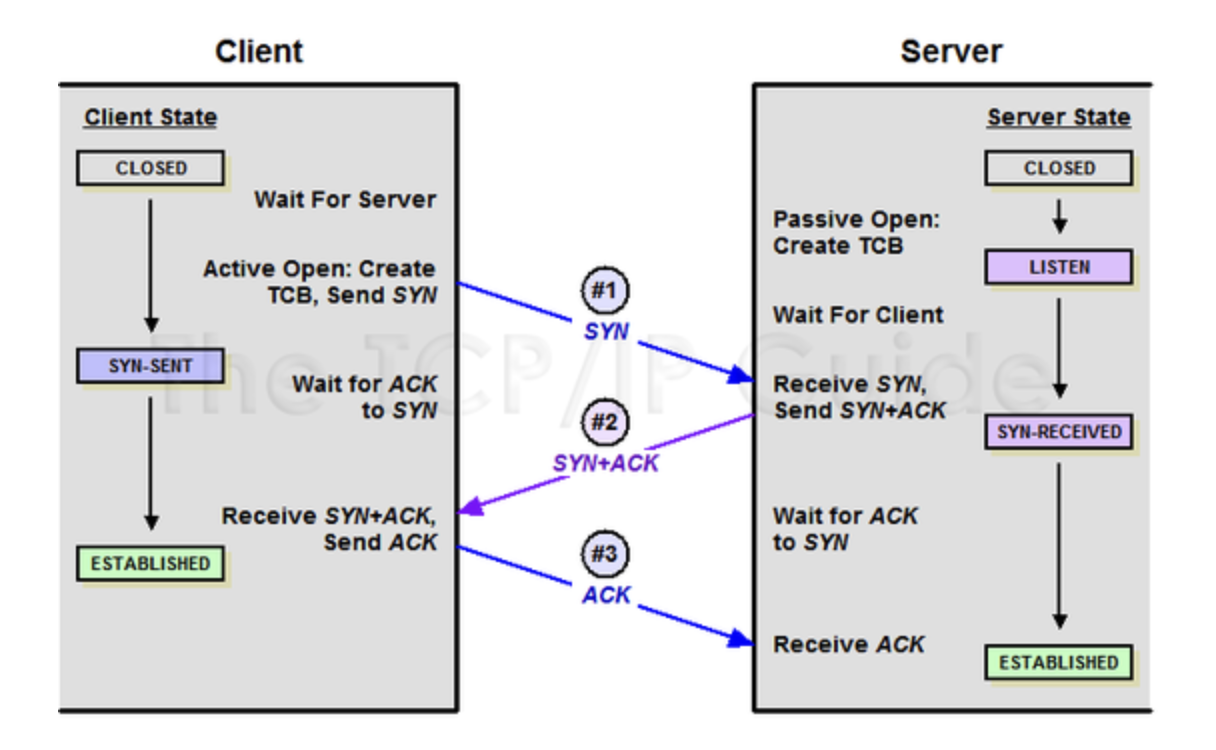 Client
Server
Client State
CLOSED
Wait For Server
Active Open: Create
TCB, Send SYN
SYN-SENT
Wait for ACK
to SYN
Receive SYN+ACK,
Send ACK
ESTABLISHED
#1
SYN
#2
SYN+ACK
#3
ACK
Server State
CLOSED
Passive Open:
Create TCB
LISTEN
Wait For Client
Receive SYN,
Send SYN+ACK
SYN-RECEIVED
Wait for ACK
to SYN
Receive ACK
ESTABLISHED
The TCP/IP Guide